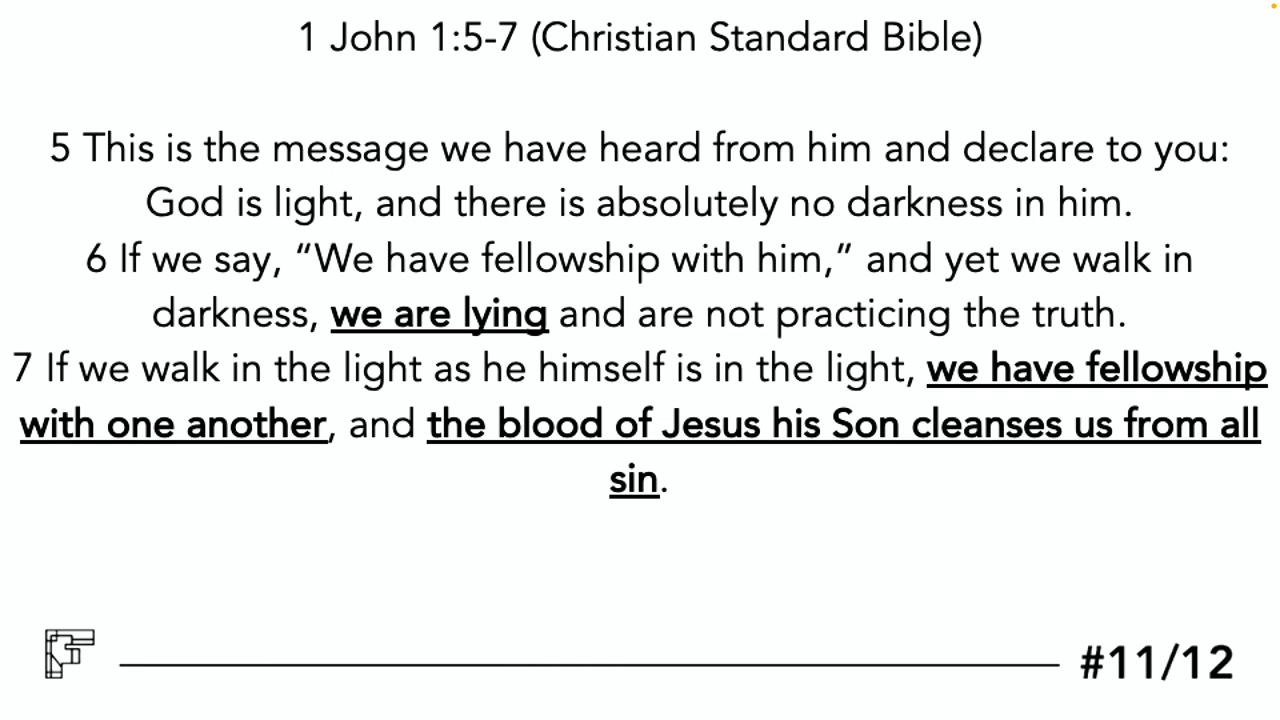 1 John 1:5-7 (Christian Standard Bible)
5 This is the message we have heard from him and declare to you:
God is light, and there is absolutely no darkness in him.
6 If we say, “We have fellowship with him,” and yet we walk in
darkness, we are lying and are not practicing the truth.
7 If we walk in the light as he himself is in the light, we have fellowship
with one another, and the blood of Jesus his Son cleanses us from all
sin.
#11/12